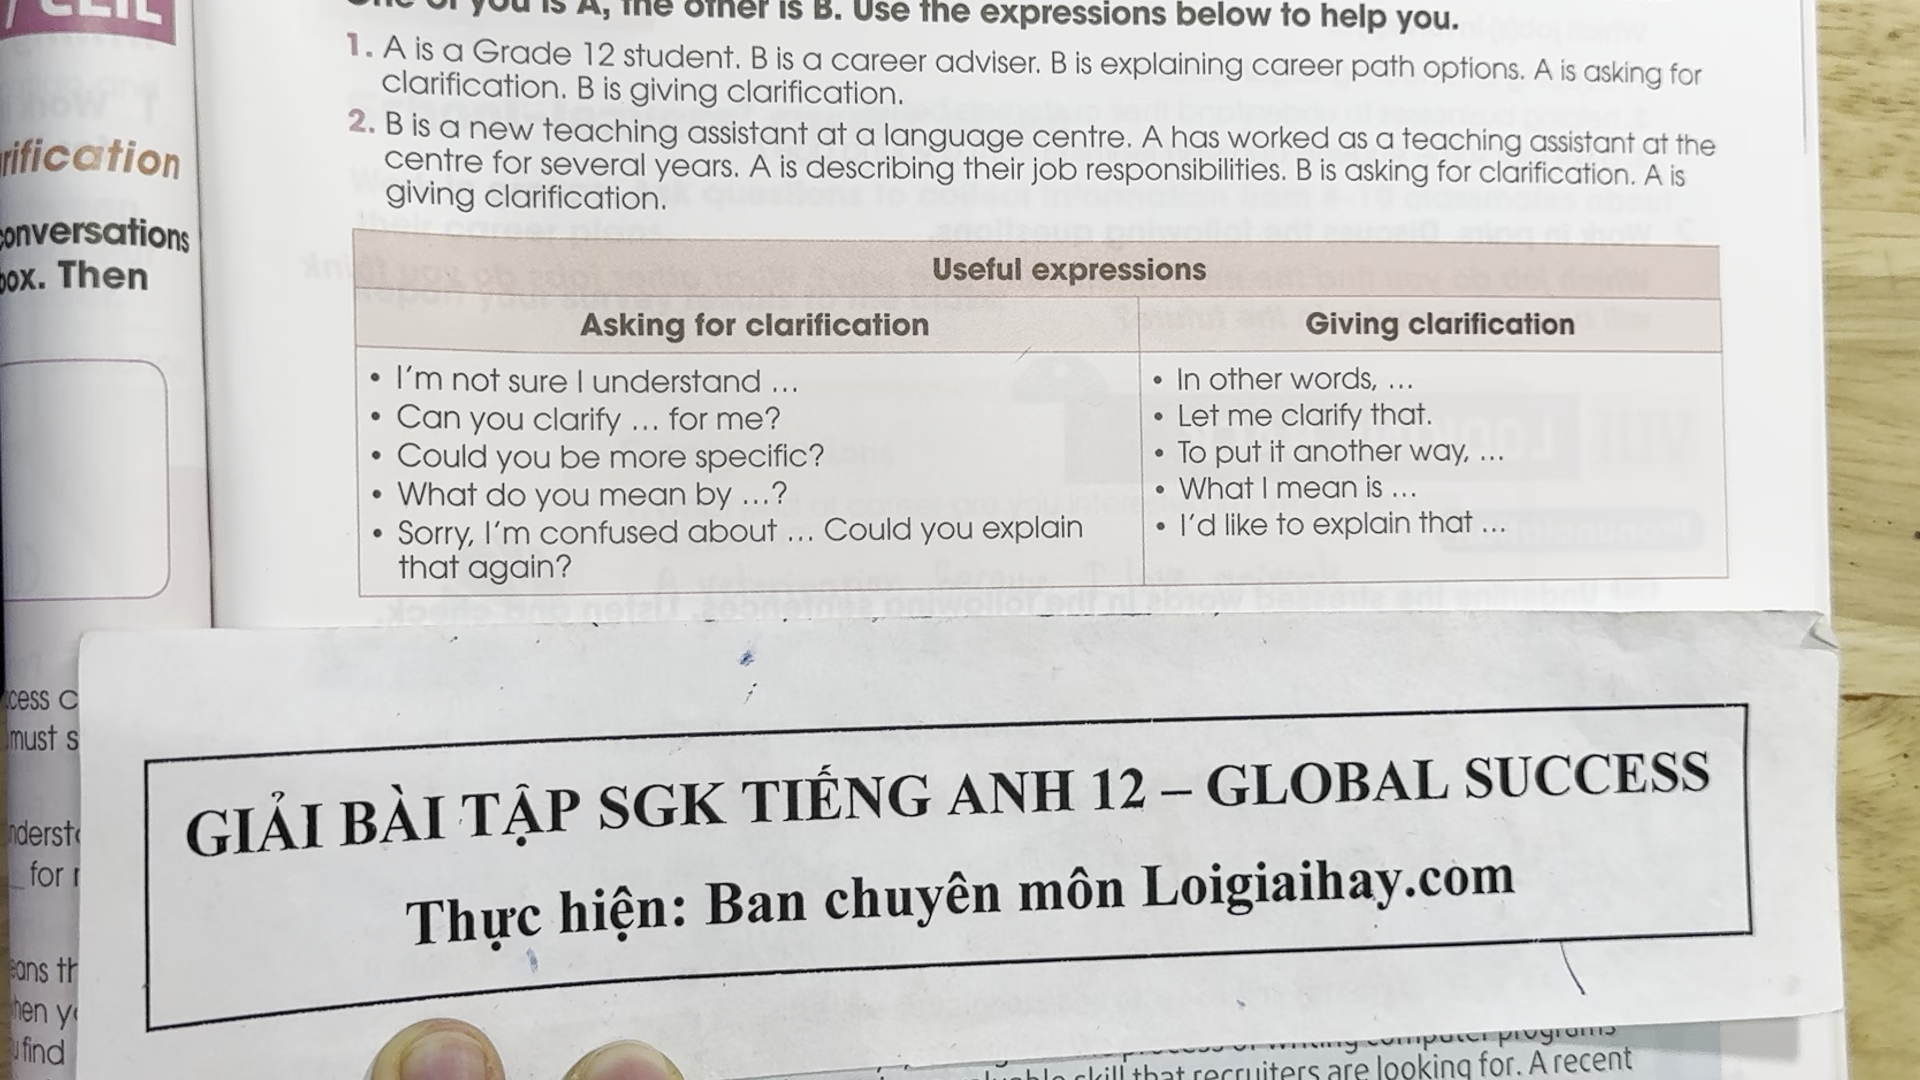 CLIL
of you is A, the other is B. Use the expressions below to help you.
1. A is a Grade 12 student. B is a career adviser. B is explaining career path options. A is asking for
clarification. B is giving clarification.
2. B is a new teaching assistant at a language centre. A has worked as a teaching assistant at the
centre for several years. A is describing their job responsibilities. B is asking for clarification. A is
giving clarification.
Useful expressions
Asking for clarification
• I'm not sure I understand ...
• Can you clarify ... for me?
• Could you be more specific?
• What do you mean by ...?
• Sorry, I'm confused about ... Could you explain
that again?
Giving clarification
• In other words, ...
• Let me clarify that.
• To put it another way, ...
• What I mean is ...
• I'd like to explain that ...
rification
onversations
box. Then
cess c
must s
for
find
GIẢI BÀI TẬP SGK TIẾNG ANH 12 – GLOBAL SUCCESS
Thực hiện: Ban chuyên môn Loigiaihay.com
writing computer programs
skill that recruiters are looking for. A recent